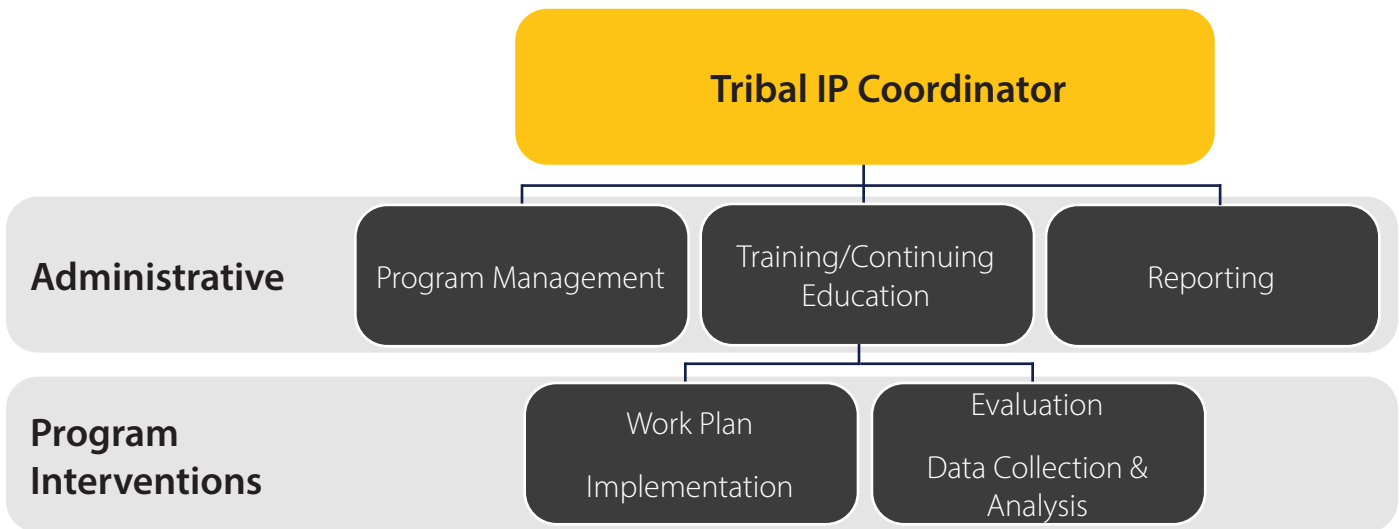 Tribal IP Coordinator
Administrative
Program Management
Training/Continuing
Education
Reporting
Program
Interventions
Work Plan
Implementation
Evaluation
Data Collection &
Analysis